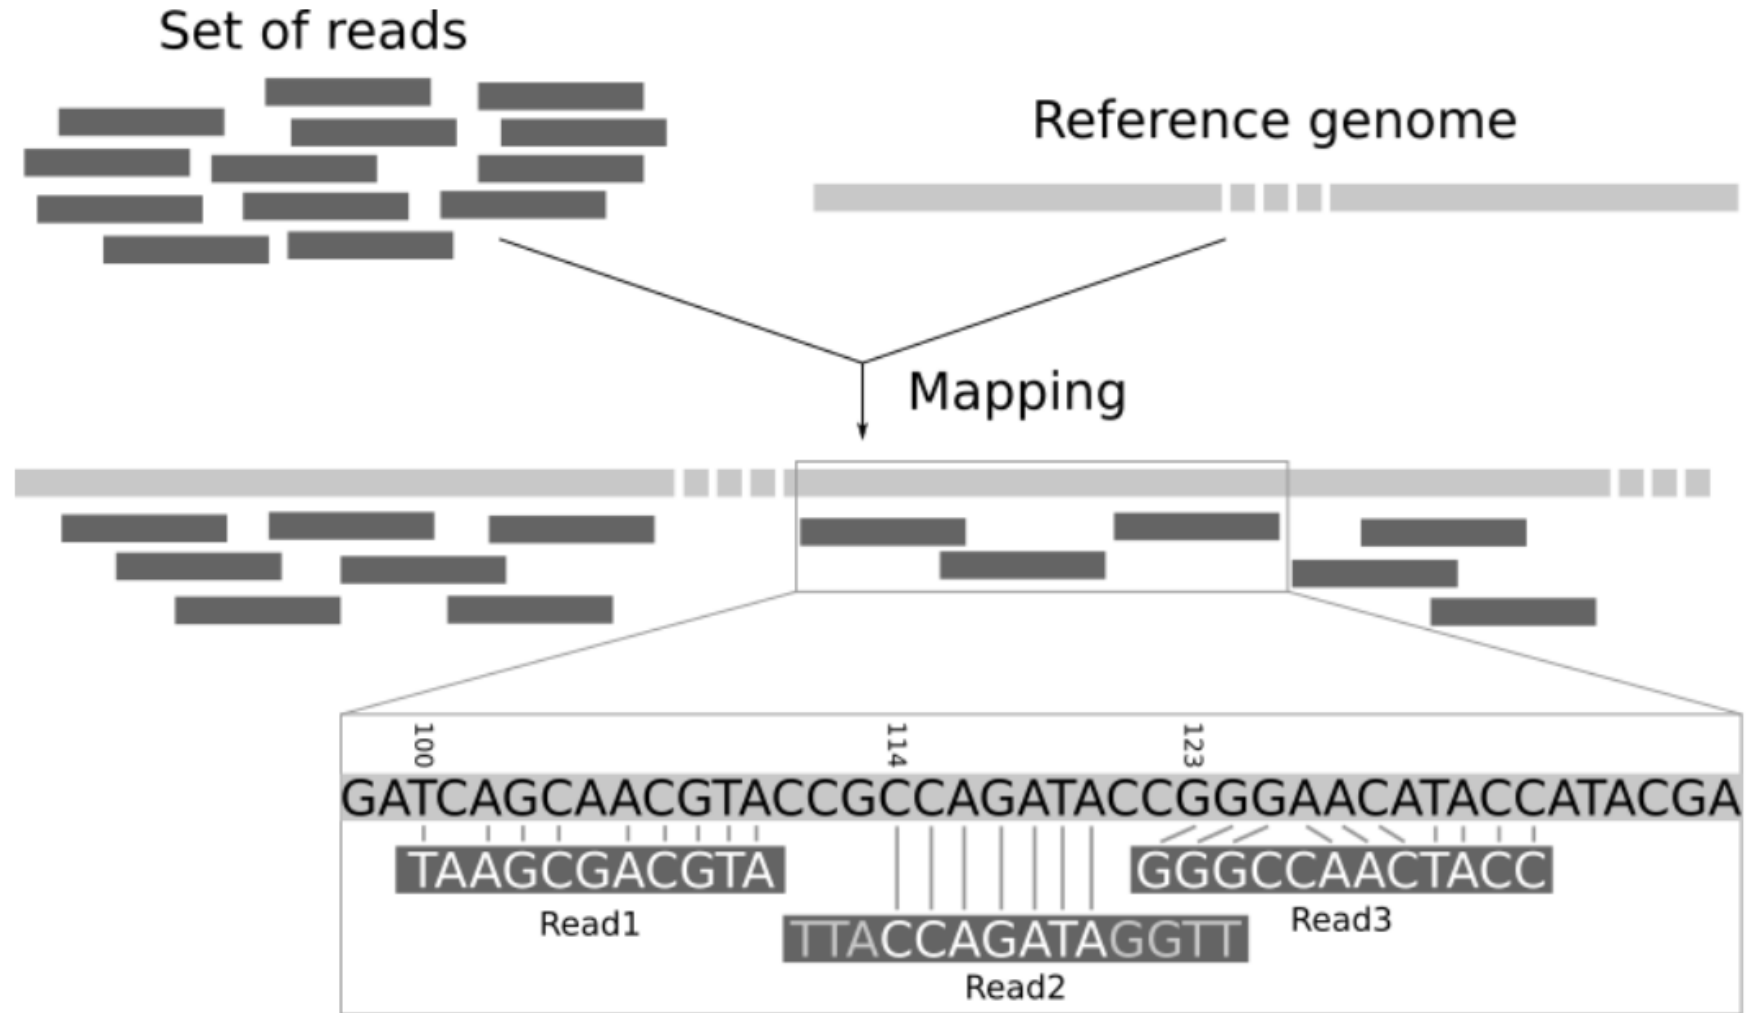 Set of reads
Reference genome
Mapping
100 114 123
GATCAGCAACGTACCGCCAGATACCGGGAACATACCATACGA
TAAGCGACGTA
GGGCCAACTACC
Read1
Read3
TTACCAGATAGGTT
Read2